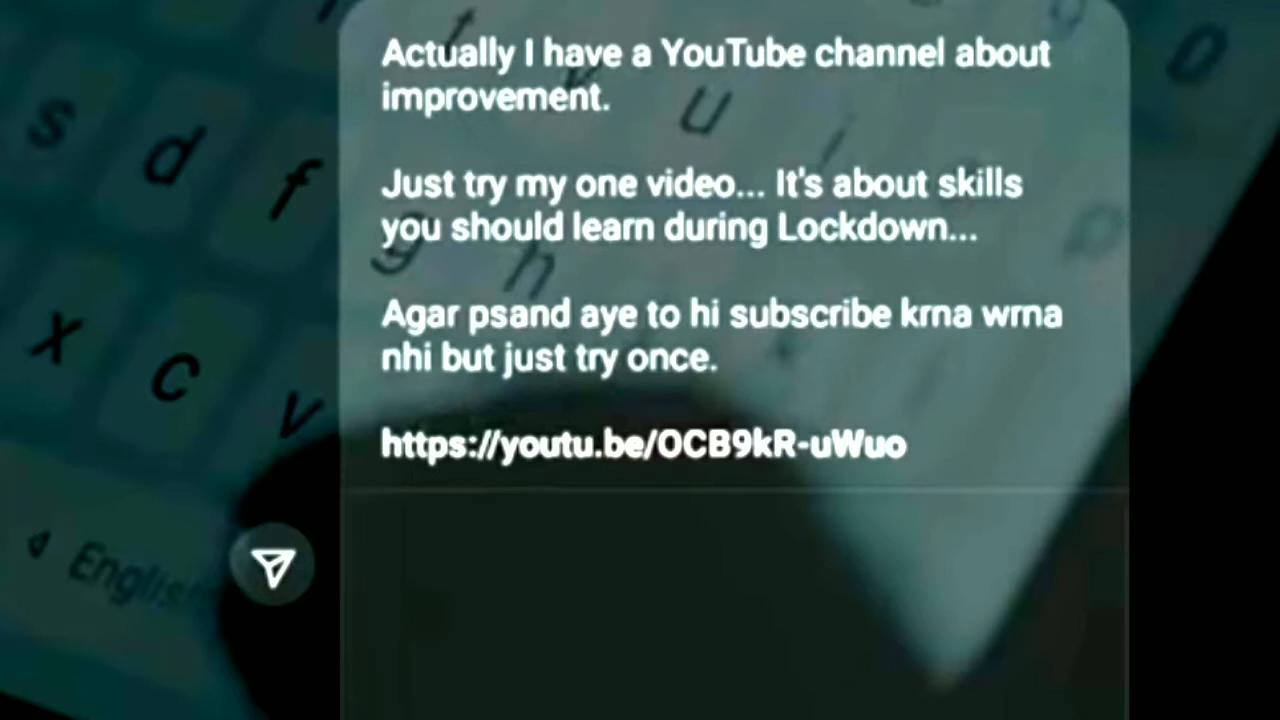 Actually I have a YouTube channel about
improvement.
Just try my one video... It's about skills
you should learn during Lockdown...
Agar psand aye to hi subscribe krna wrna
nhi but just try once.
https://youtu.be/OCB9kR-uWuo
t
u
i
o
p
s
d
f
g
h
x
c
v
English